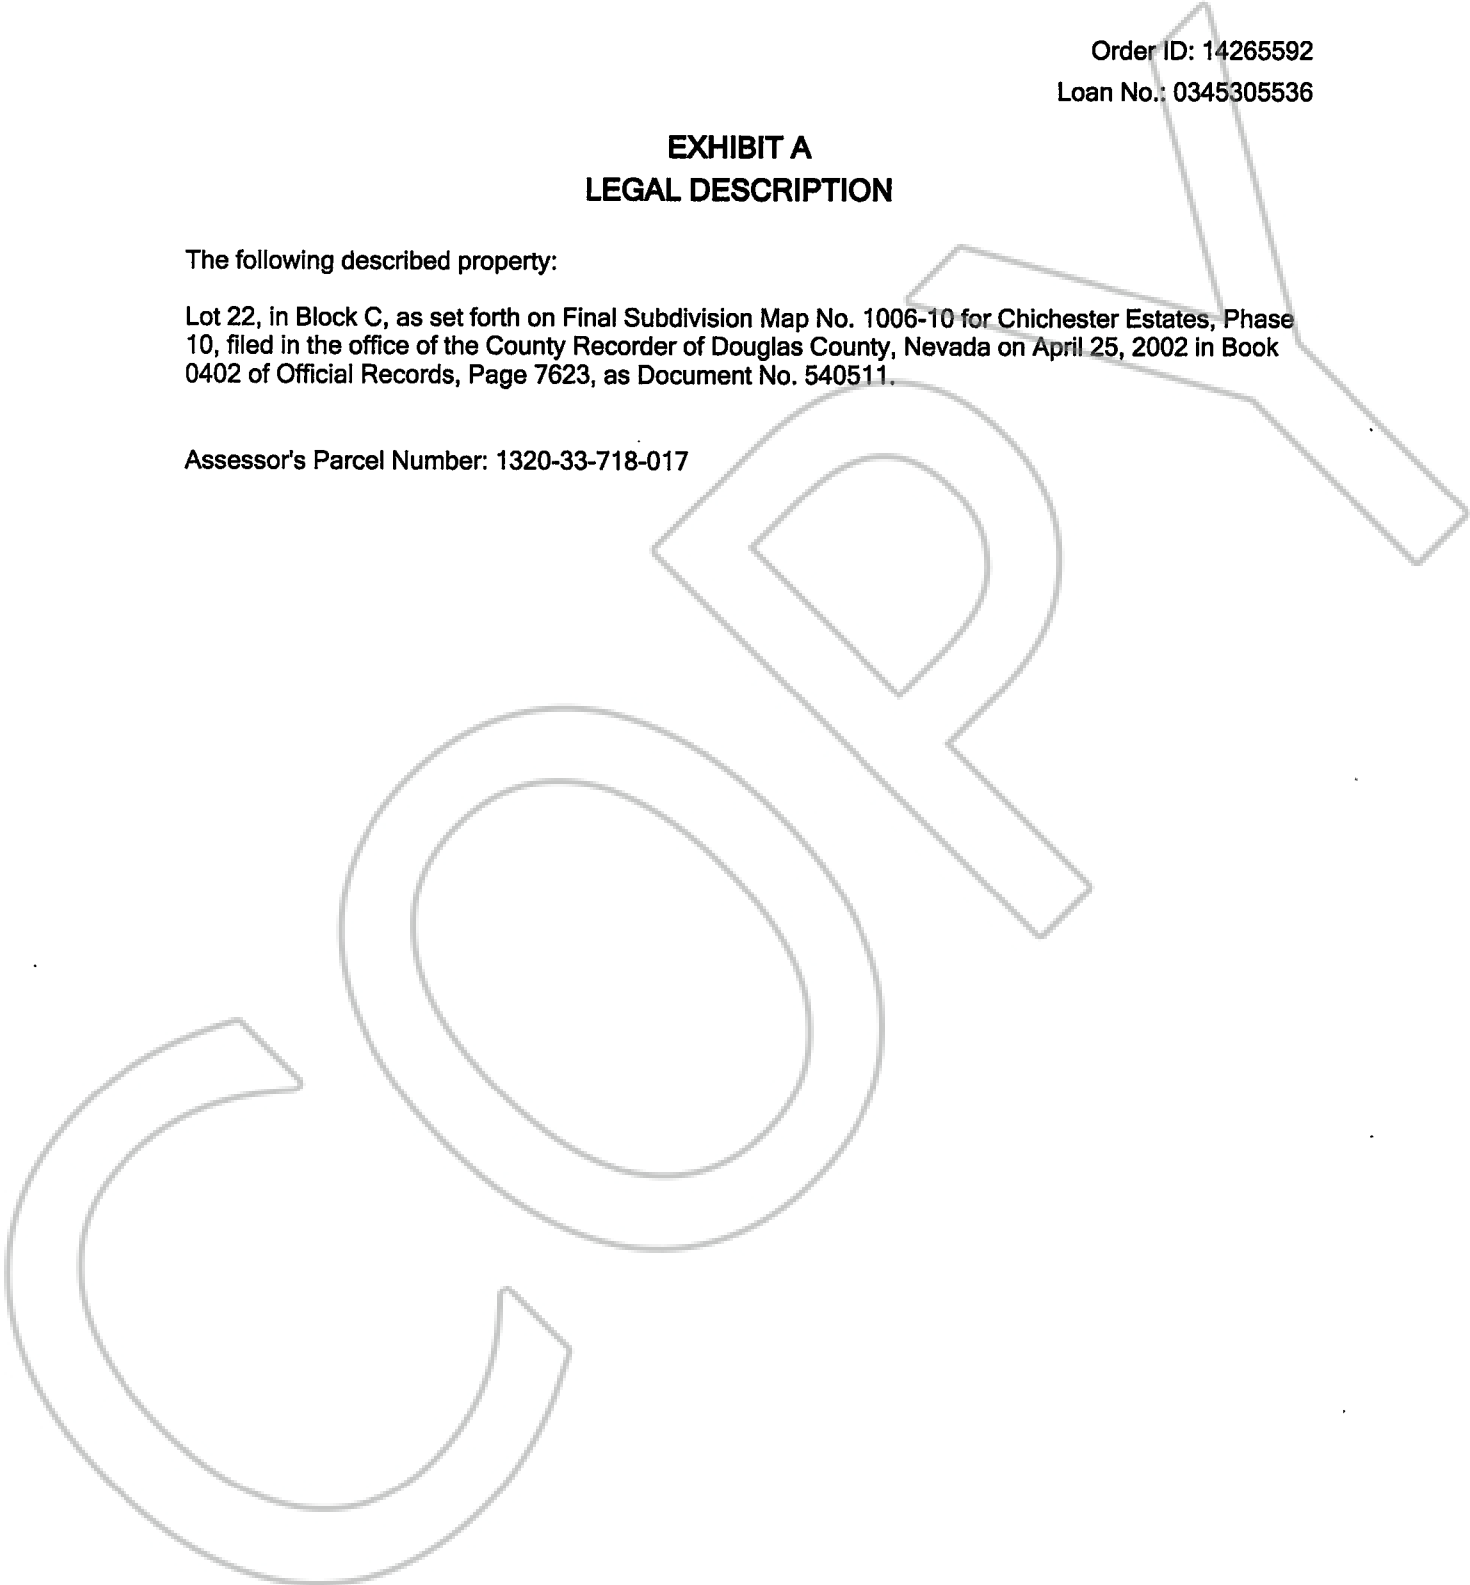 Order ID: 14265592
Loan No.: 0345305536
EXHIBIT A
LEGAL DESCRIPTION
The following described property:
Lot 22, in Block C, as set forth on Final Subdivision Map No. 1006-10 for Chichester Estates, Phase
10, filed in the office of the County Recorder of Douglas County, Nevada on April 25, 2002 in Book
0402 of Official Records, Page 7623, as Document No. 540511.
Assessor's Parcel Number: 1320-33-718-017
COPY